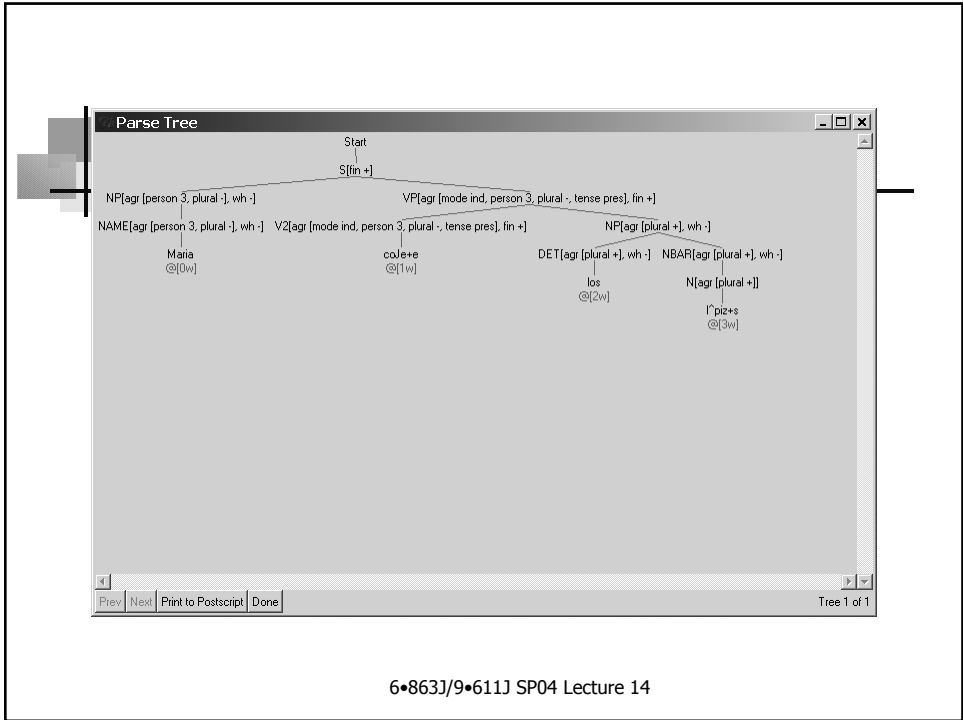 Parse Tree
Start
S[fin +]
NP[agr [person 3, plural -], wh -] VP[agr [mode ind, person 3, plural -, tense pres], fin +]
NAME[agr [person 3, plural -], wh -] V2[agr [mode ind, person 3, plural -, tense pres], fin +] NP[agr [plural +], wh -]
Maria coJe+e DET[agr [plural +], wh -] NBAR[agr [plural +], wh -]
@[0w] @[1w]
los N[agr [plural +]]
@[2w]
l^piz+s
@[3w]
Prev Next Print to Postscript Done Tree 1 of 1
6•863J/9•611J SP04 Lecture 14